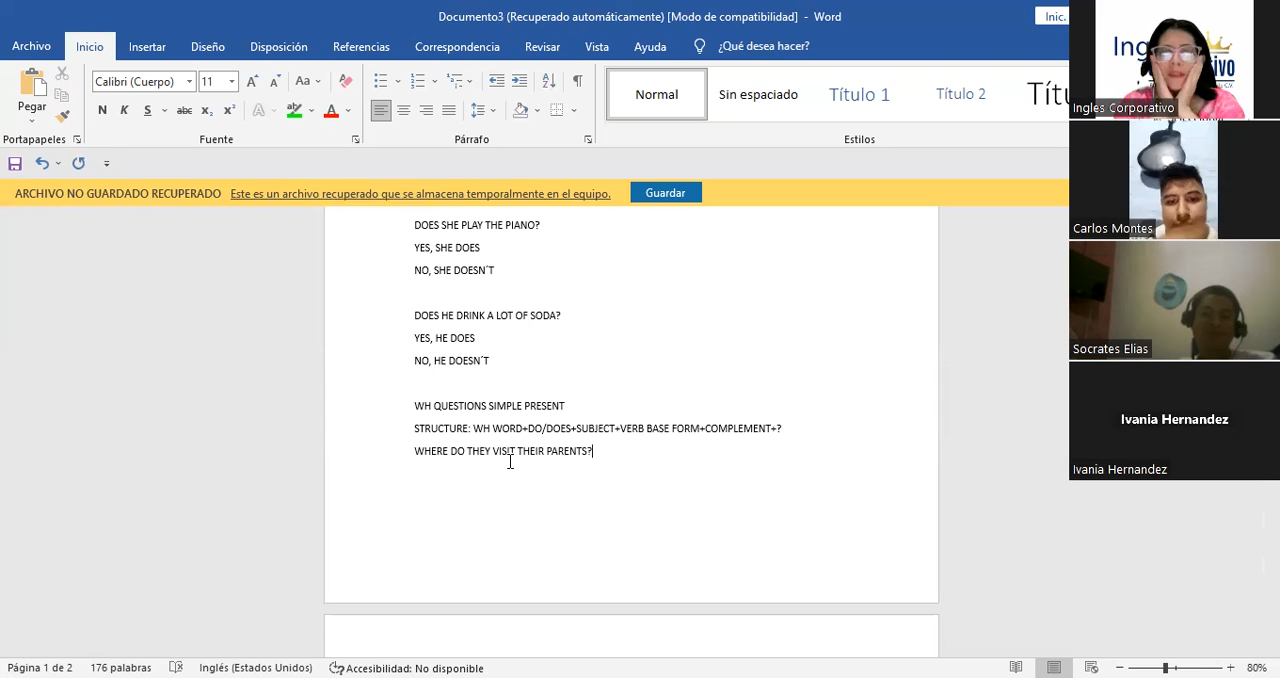 Documento3 (Recuperado automáticamente) [Modo de compatibilidad] - Word
Inic.
Archivo Inicio Insertar Diseño Disposición Referencias Correspondencia Revisar Vista Ayuda ¿Qué desea hacer?
Pegar
Calibri (Cuerpo) 11
Normal
Sin espaciado
Título 1
Título 2
Portapapeles
Fuente
Párrafo
Estilos
ARCHIVO NO GUARDADO RECUPERADO Este es un archivo recuperado que se almacena temporalmente en el equipo. Guardar
DOES SHE PLAY THE PIANO?
YES, SHE DOES
NO, SHE DOESN´T
DOES HE DRINK A LOT OF SODA?
YES, HE DOES
NO, HE DOESN´T
WH QUESTIONS SIMPLE PRESENT
STRUCTURE: WH WORD+DO/DOES+SUBJECT+VERB BASE FORM+COMPLEMENT+?
WHERE DO THEY VISIT THEIR PARENTS?
Ingles Corporativo
Carlos Montes
Socrates Elias
Ivania Hernandez
Ivania Hernandez
Página 1 de 2 176 palabras Inglés (Estados Unidos) Accesibilidad: No disponible 80%